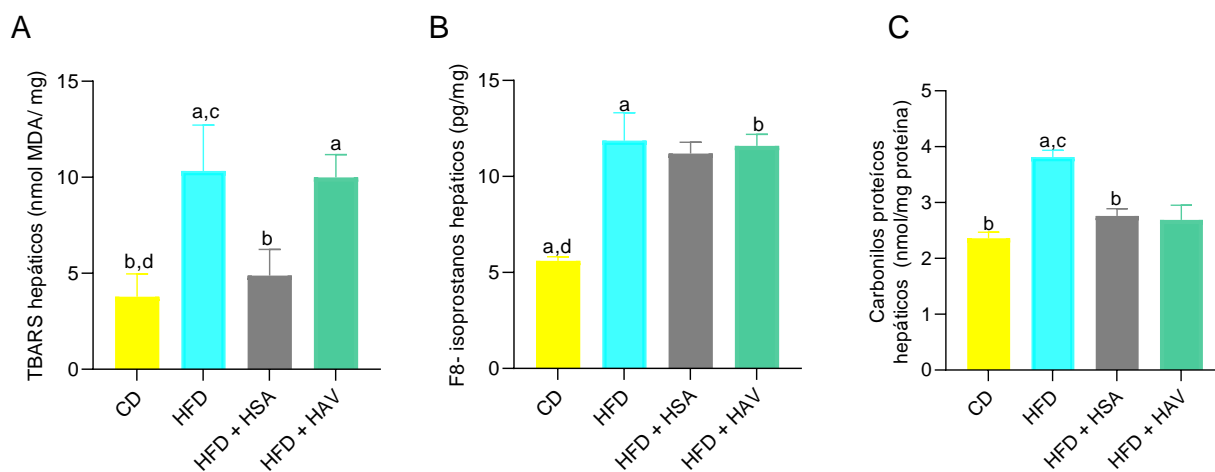 A
TBARS hepáticos (nmol MDA/ mg)
15
10
5
0
b,d
a,c
b
a
CD
HFD
HFD + HSA
HFD + HAV
B
F8- isoprostanos hepáticos (pg/mg)
15
10
5
0
a,d
a
b
CD
HFD
HFD + HSA
HFD + HAV
C
Carbonilos proteícos
hepáticos (nmol/mg proteína)
5
4
3
2
1
0
b
a,c
b
CD
HFD
HFD + HSA
HFD + HAV